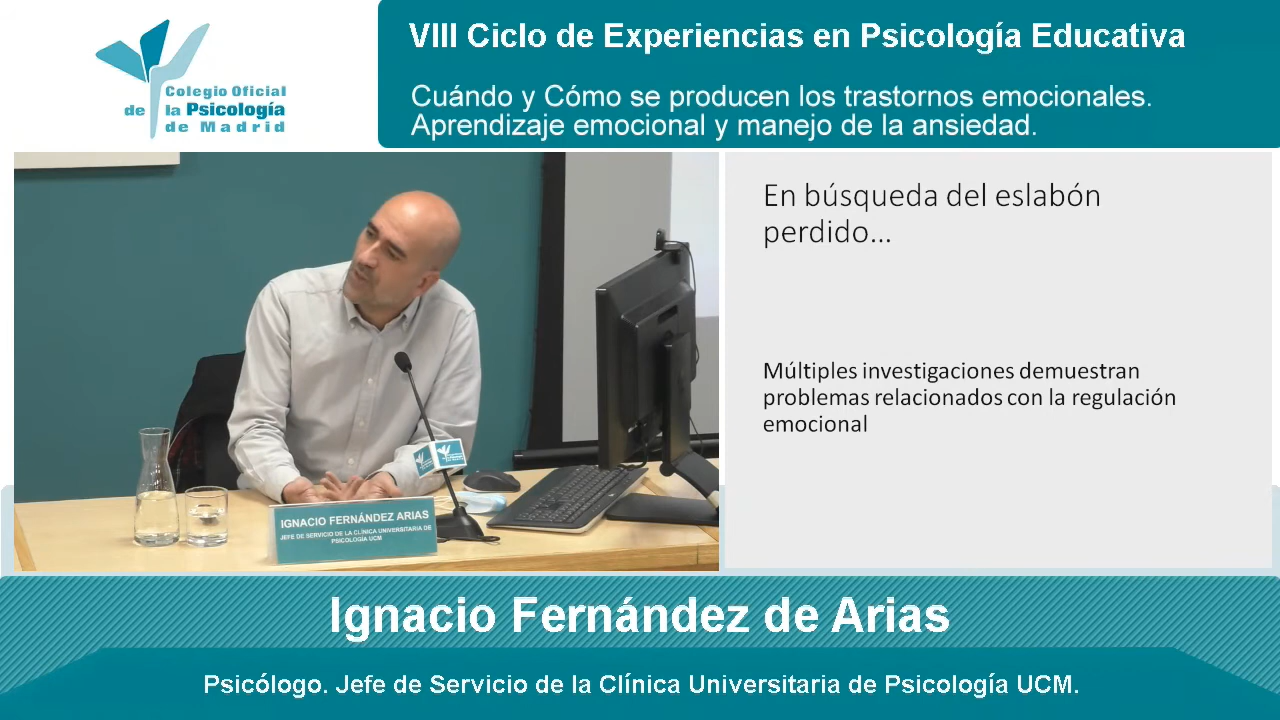 Colegio Oficial
de la Psicología
de Madrid
VIII Ciclo de Experiencias en Psicología Educativa
Cuándo y Cómo se producen los trastornos emocionales.
Aprendizaje emocional y manejo de la ansiedad.
En búsqueda del eslabón
perdido...
Múltiples investigaciones demuestran
problemas relacionados con la regulación
emocional
IGNACIO FERNÁNDEZ ARIAS
JEFE DE SERVICIO DE LA CLÍNICA UNIVERSITARIA DE
PSICOLOGÍA UCM
Ignacio Fernández de Arias
Psicólogo. Jefe de Servicio de la Clínica Universitaria de Psicología UCM.